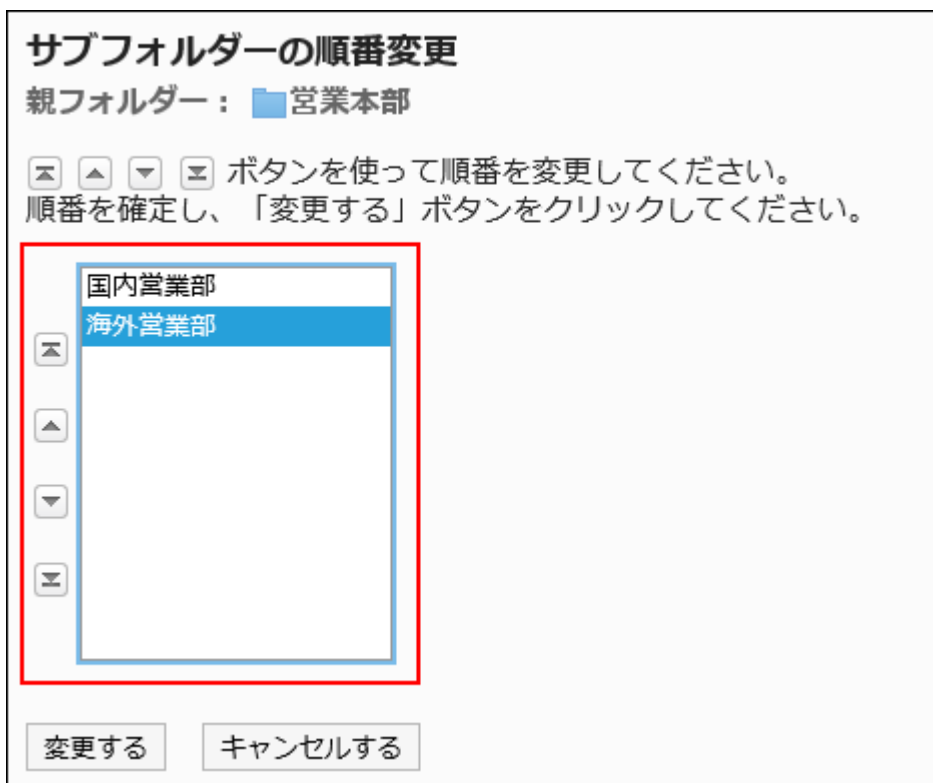 サブフォルダーの順番変更
親フォルダー： 営業本部
ボタンを使って順番を変更してください。
順番を確定し、「変更する」ボタンをクリックしてください。
国内営業部
海外営業部
変更する
キャンセルする